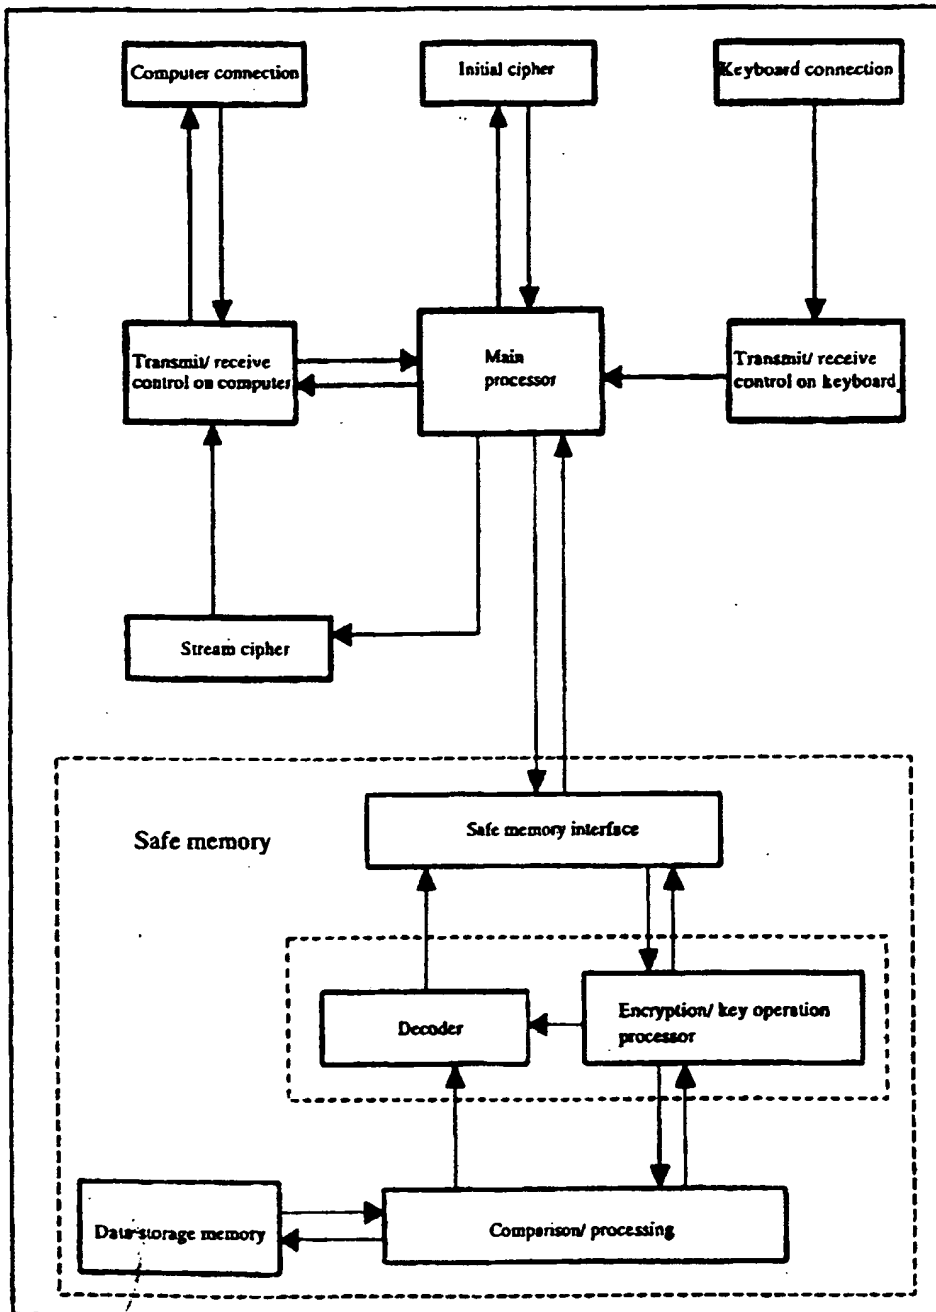 Computer connection
Initial cipher
Keyboard connection
Transmit/ receive
control on computer
Main
processor
Transmit/ receive
control on keyboard
Stream cipher
Safe memory interface
Safe memory
Decoder
Encryption/ key operation
processor
Data storage memory
Comparison/ processing